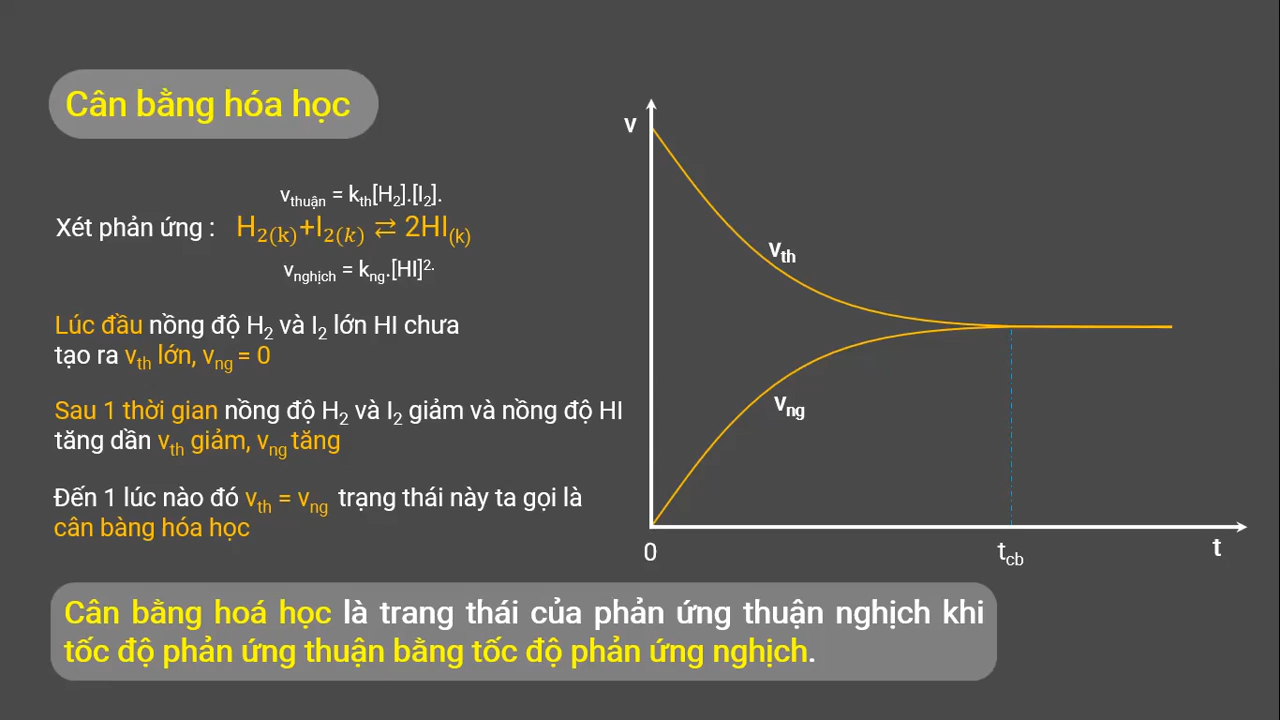 Cân bằng hóa học
v
vthuận = kth[H2].[I2].
Xét phản ứng : H2(k)+I2(k) ⇄ 2HI(k)
vnghịch = kng.[HI]2.
vth
Lúc đầu nồng độ H2 và I2 lớn HI chưa
tạo ra vth lớn, vng = 0
Sau 1 thời gian nồng độ H2 và I2 giảm và nồng độ HI
tăng dần vth giảm, vng tăng
vng
Đến 1 lúc nào đó vth = vng trạng thái này ta gọi là
cân bàng hóa học
0
tcb
t
Cân bằng hoá học là trang thái của phản ứng thuận nghịch khi
tốc độ phản ứng thuận bằng tốc độ phản ứng nghịch.